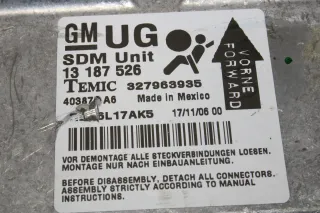 GM UG
SDM Unit
13 187 526
TEMIC 327963935
Made in Mexico
17/11/06 00
VORNE
FORWARD
VOR DEMONTAGE ALLE STECKVERBINDUNGEN LOESEN.
MONTAGE NUR NACH EINBAUANLEITUNG.
BEFORE DISASSEMBLY, DETACH ALL CONNECTORS.
ASSEMBLY STRICTLY ACCORDING TO MANUAL
INSTRUCTIONS